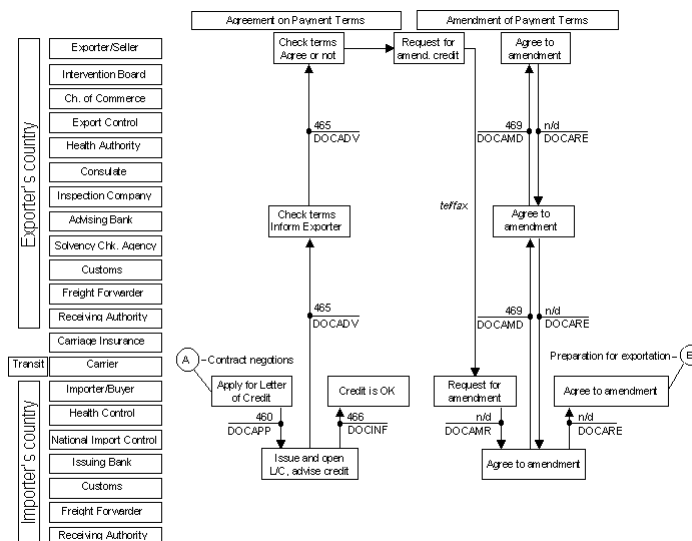 Agreement on Payment Terms
Amendment of Payment Terms
Exporter's country
Exporter/Seller
Intervention Board
Ch. of Commerce
Export Control
Health Authority
Consulate
Inspection Company
Advising Bank
Solvency Chk. Agency
Customs
Freight Forwarder
Receiving Authority
Carriage Insurance
Transit
Carrier
Importer's country
Importer/Buyer
Health Control
National Import Control
Issuing Bank
Customs
Freight Forwarder
Receiving Authority
Check terms
Agree or not
Request for
amend. credit
Agree to
amendment
465
DOCADV
469
DOCAMD
n/d
DOCARE
tel/fax
Check terms
Inform Exporter
Agree to
amendment
465
DOCADV
469
DOCAMD
n/d
DOCARE
A
Contract negotions
Preparation for exportation
Apply for Letter
of Credit
Credit is OK
Request for
amendment
Agree to amendment
460
DOCAPP
466
DOCINF
n/d
DOCAMR
n/d
DOCARE
Issue and open
L/C, advise credit
Agree to amendment